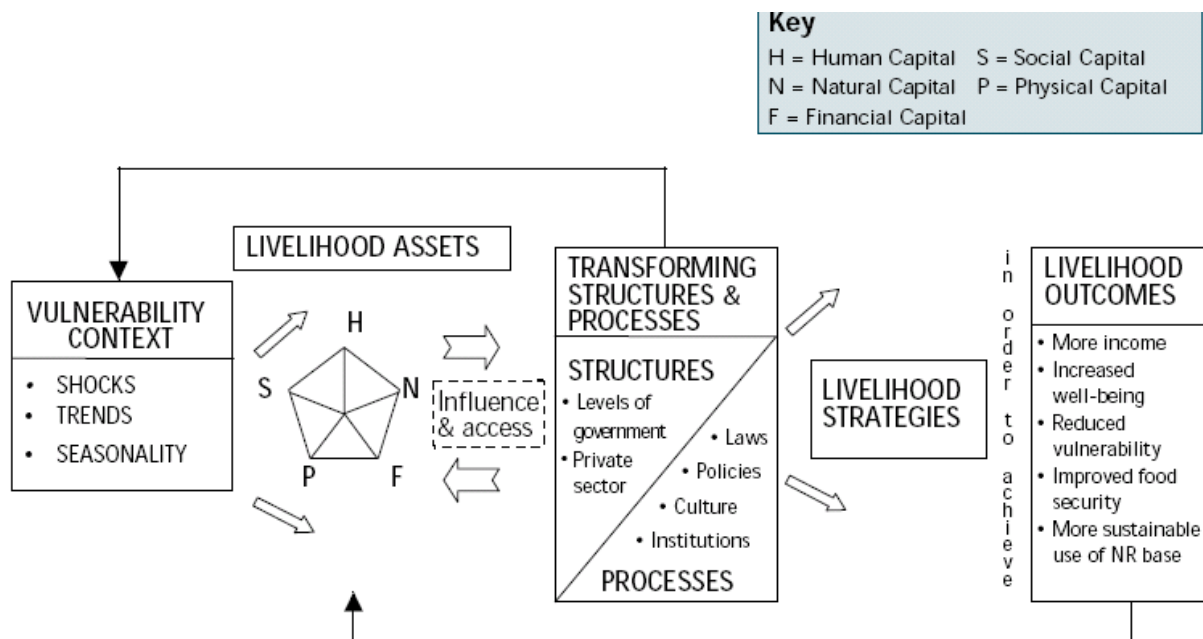 Key
H = Human Capital S = Social Capital
N = Natural Capital P = Physical Capital
F = Financial Capital
LIVELIHOOD ASSETS
VULNERABILITY
CONTEXT
• SHOCKS
• TRENDS
• SEASONALITY
H
S
N
P
F
Influence
& access
TRANSFORMING
STRUCTURES &
PROCESSES
STRUCTURES
• Levels of
government
• Private
sector
• Laws
• Policies
• Culture
• Institutions
PROCESSES
LIVELIHOOD
STRATEGIES
in order to achieve
LIVELIHOOD
OUTCOMES
• More income
• Increased
well-being
• Reduced
vulnerability
• Improved food
security
• More sustainable
use of NR base